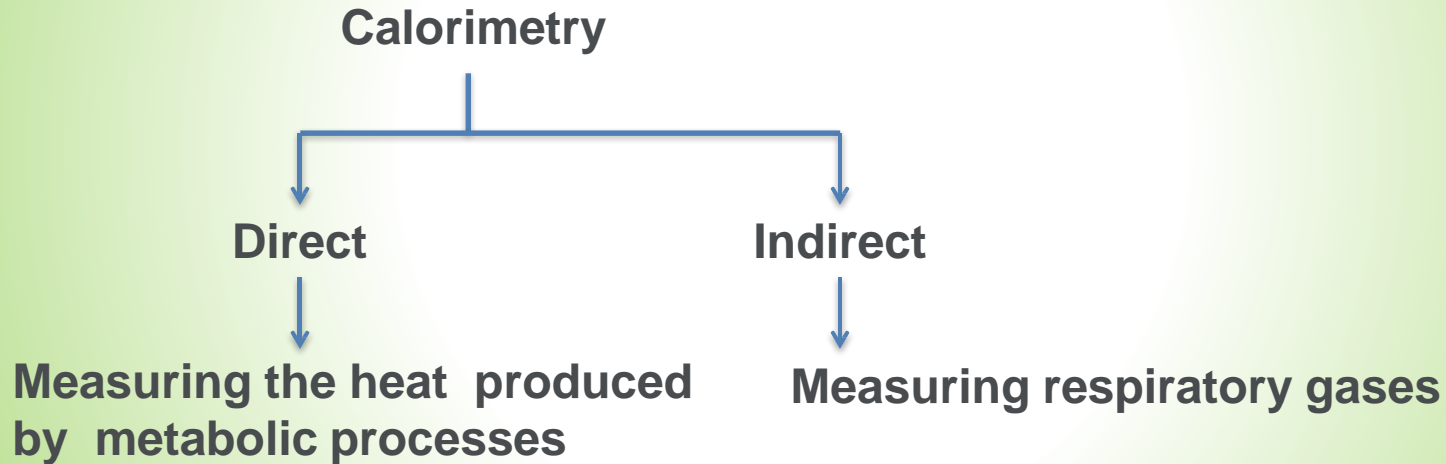 Calorimetry
Direct
Indirect
Measuring the heat produced
by metabolic processes
Measuring respiratory gases